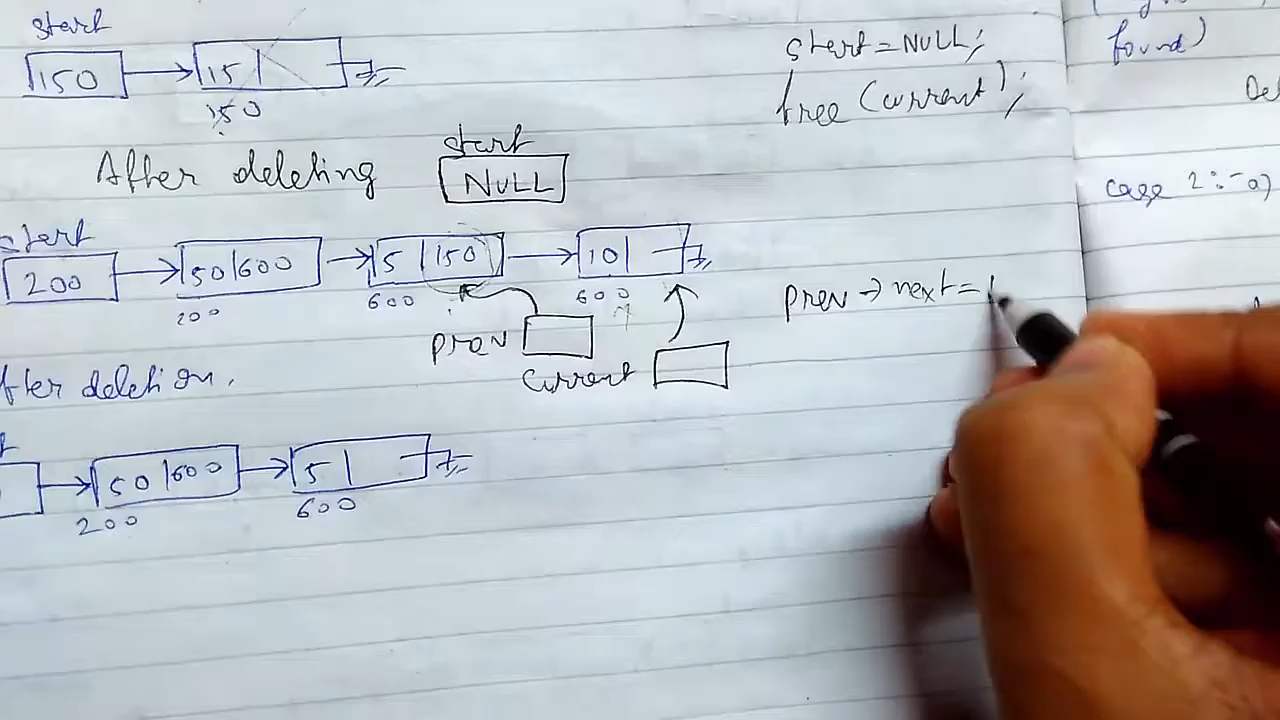 start
150 15
150
After deleting
start
NULL
start
200 50 600 5 150 10
200 600 600
prev
current
After deletion.
50 600 5
200 600
start = NULL;
free (current);
prev → next =
found)
case 2:- a)